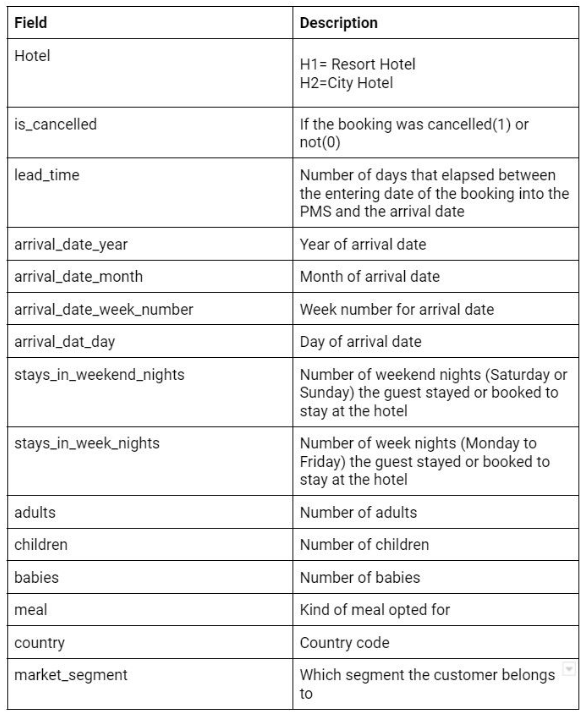 Field Description
Hotel
H1= Resort Hotel
H2=City Hotel
is_cancelled If the booking was cancelled(1) or
not(0)
lead_time Number of days that elapsed between
the entering date of the booking into the
PMS and the arrival date
arrival_date_year Year of arrival date
arrival_date_month Month of arrival date
arrival_date_week_number Week number for arrival date
arrival_dat_day Day of arrival date
stays_in_weekend_nights Number of weekend nights (Saturday or
Sunday) the guest stayed or booked to
stay at the hotel
stays_in_week_nights Number of week nights (Monday to
Friday) the guest stayed or booked to
stay at the hotel
adults Number of adults
children Number of children
babies Number of babies
meal Kind of meal opted for
country Country code
market_segment Which segment the customer belongs
to